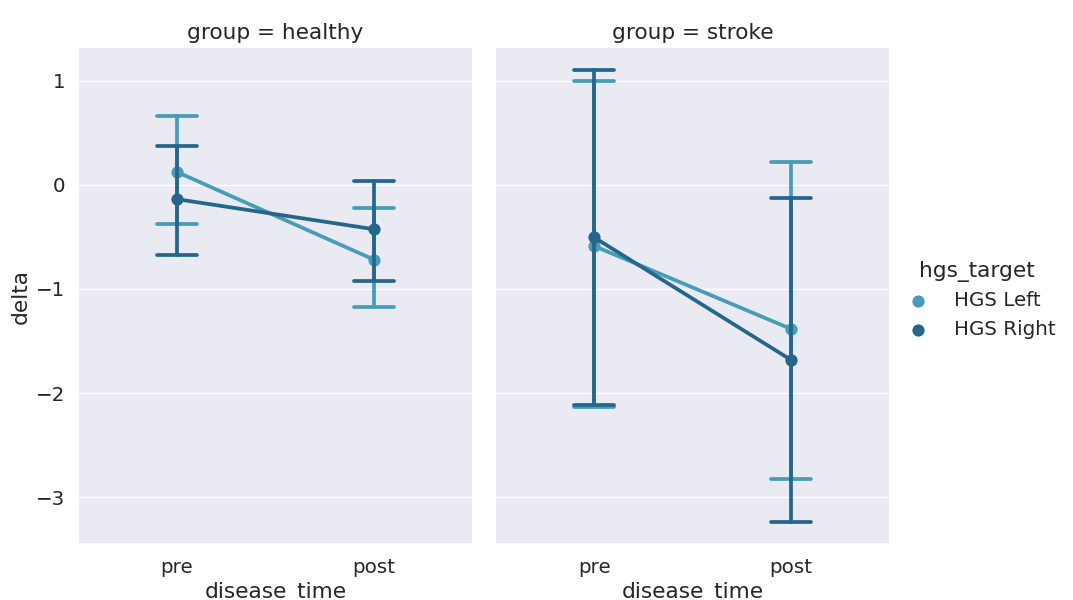 group = healthy
group = stroke
1
0
−1
−2
−3
delta
pre
post
pre
post
disease_time
disease_time
hgs_target
HGS Left
HGS Right